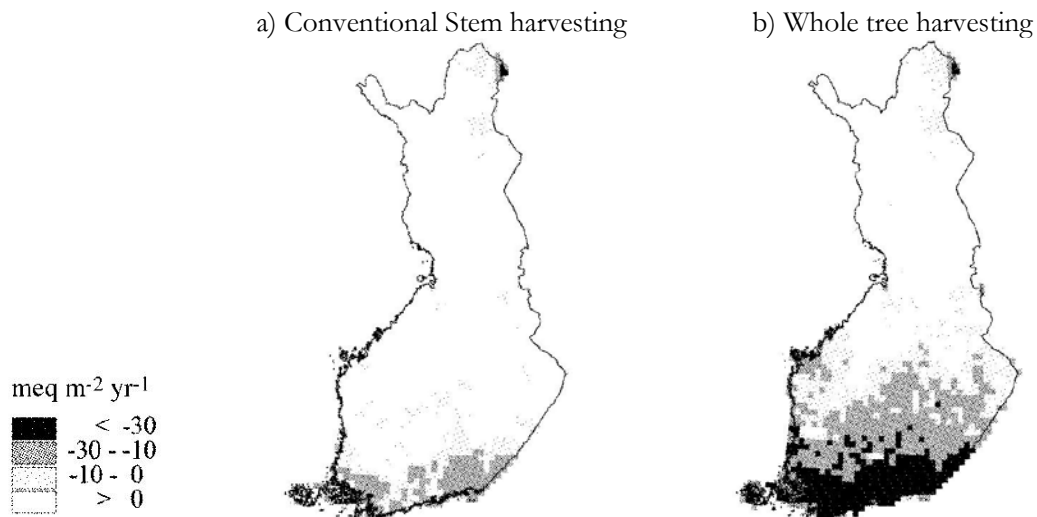 a) Conventional Stem harvesting
b) Whole tree harvesting
meq m-2 yr-1
< -30
-30 - -10
-10 - 0
> 0